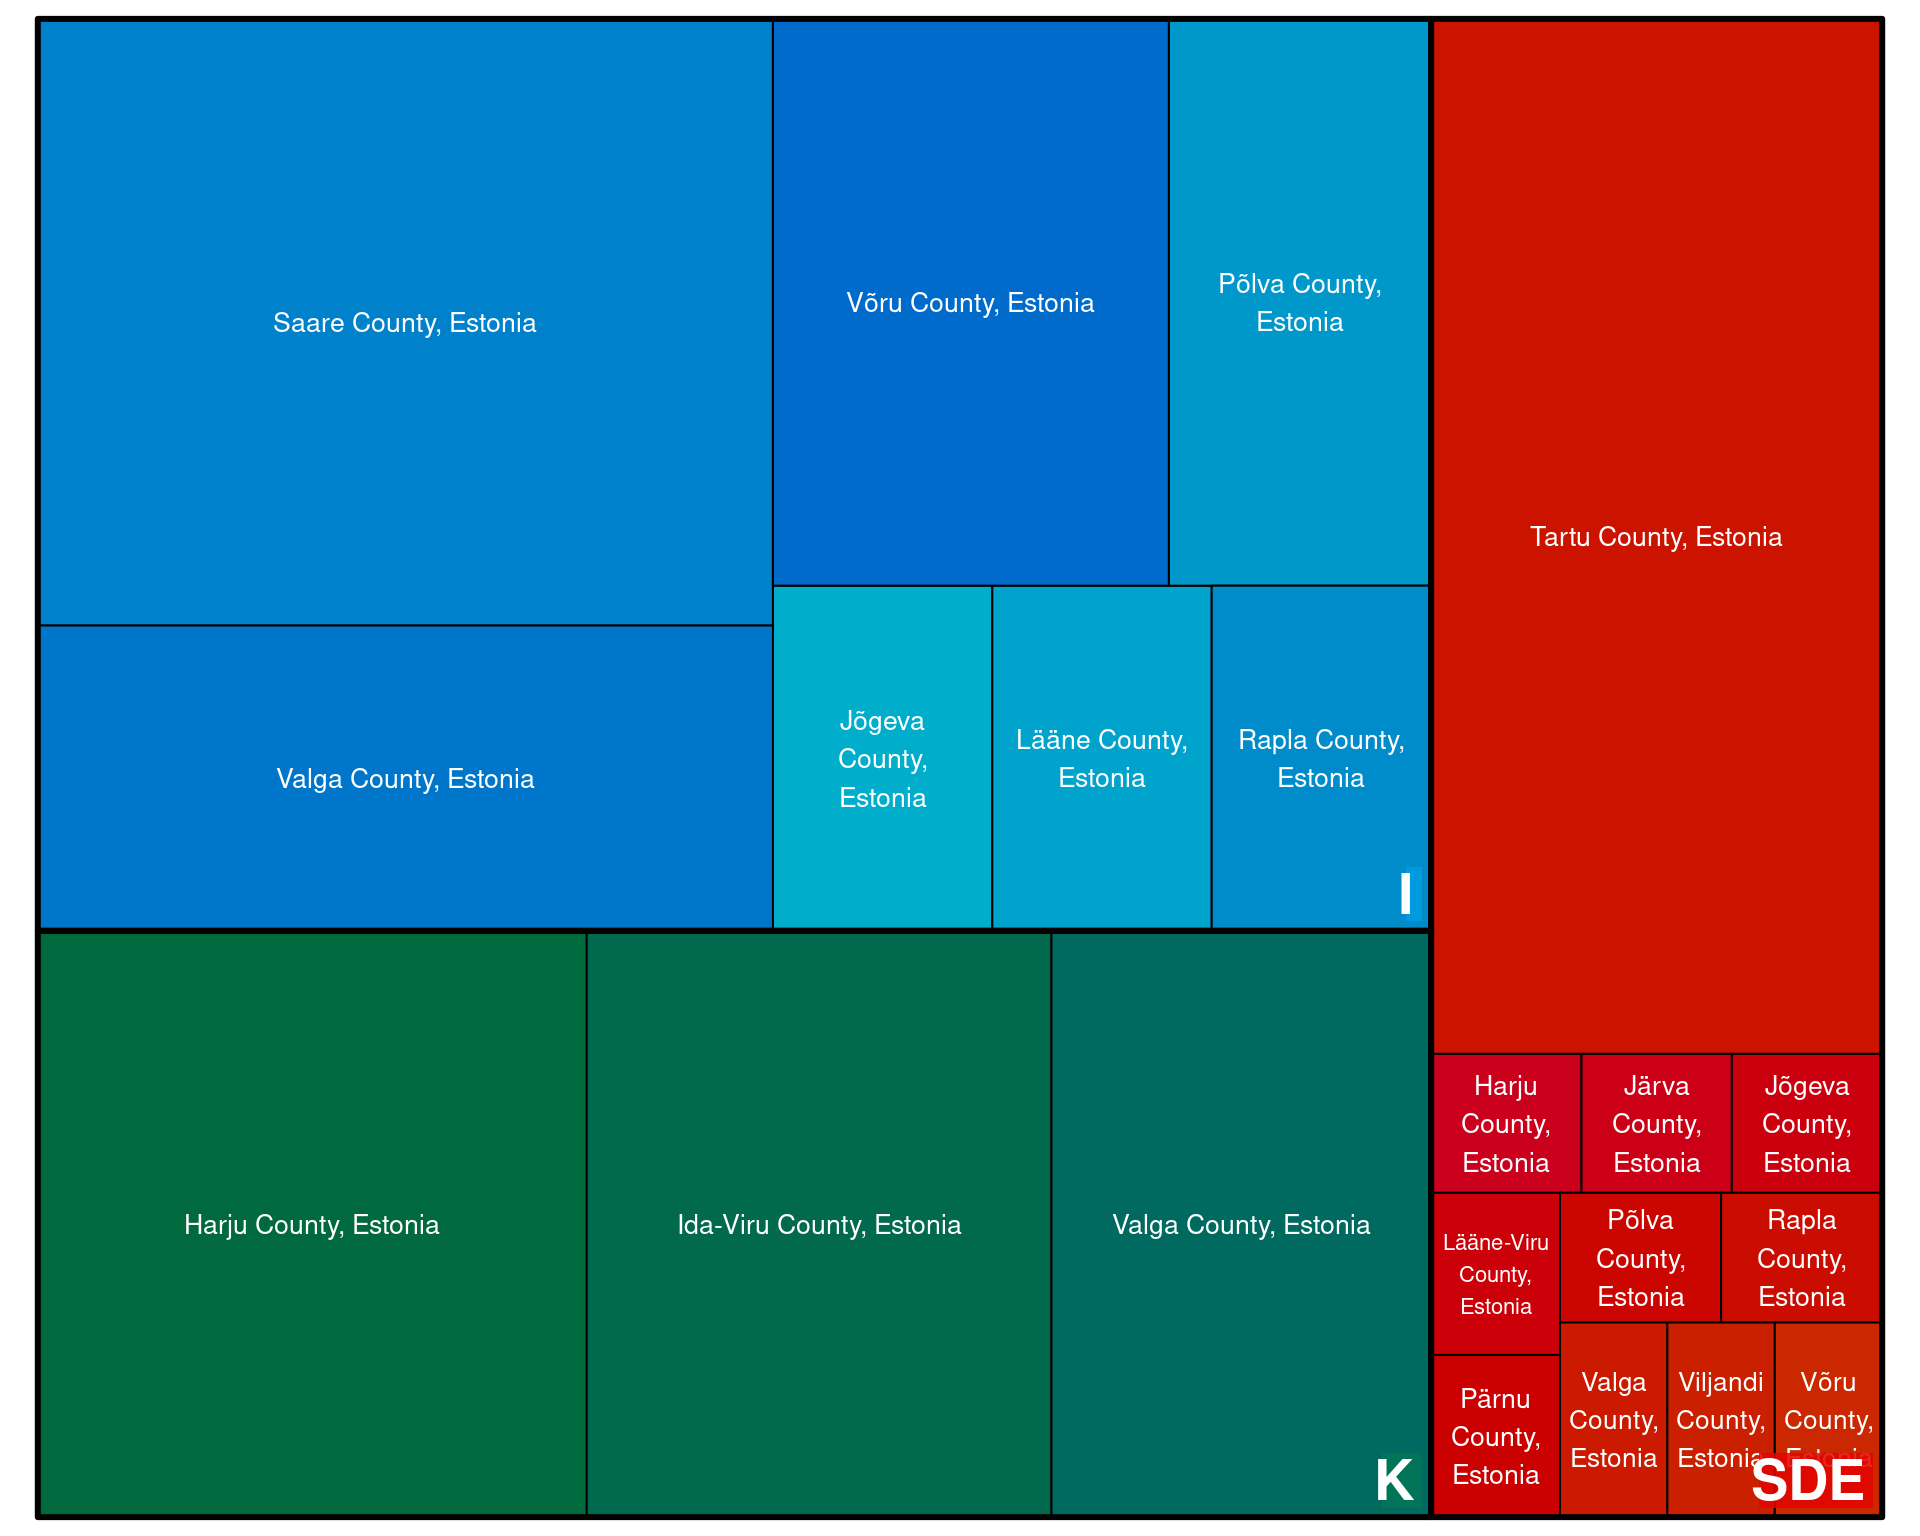 Saare County, Estonia
Võru County, Estonia
Põlva County,
Estonia
Valga County, Estonia
Jõgeva
County,
Estonia
Lääne County,
Estonia
Rapla County,
Estonia
I
Harju County, Estonia
Ida-Viru County, Estonia
Valga County, Estonia
K
Tartu County, Estonia
Harju
County,
Estonia
Järva
County,
Estonia
Jõgeva
County,
Estonia
Lääne-Viru
County,
Estonia
Põlva
County,
Estonia
Rapla
County,
Estonia
Pärnu
County,
Estonia
Valga
County,
Estonia
Viljandi
County,
Estonia
Võru
County,
Estonia
SDE